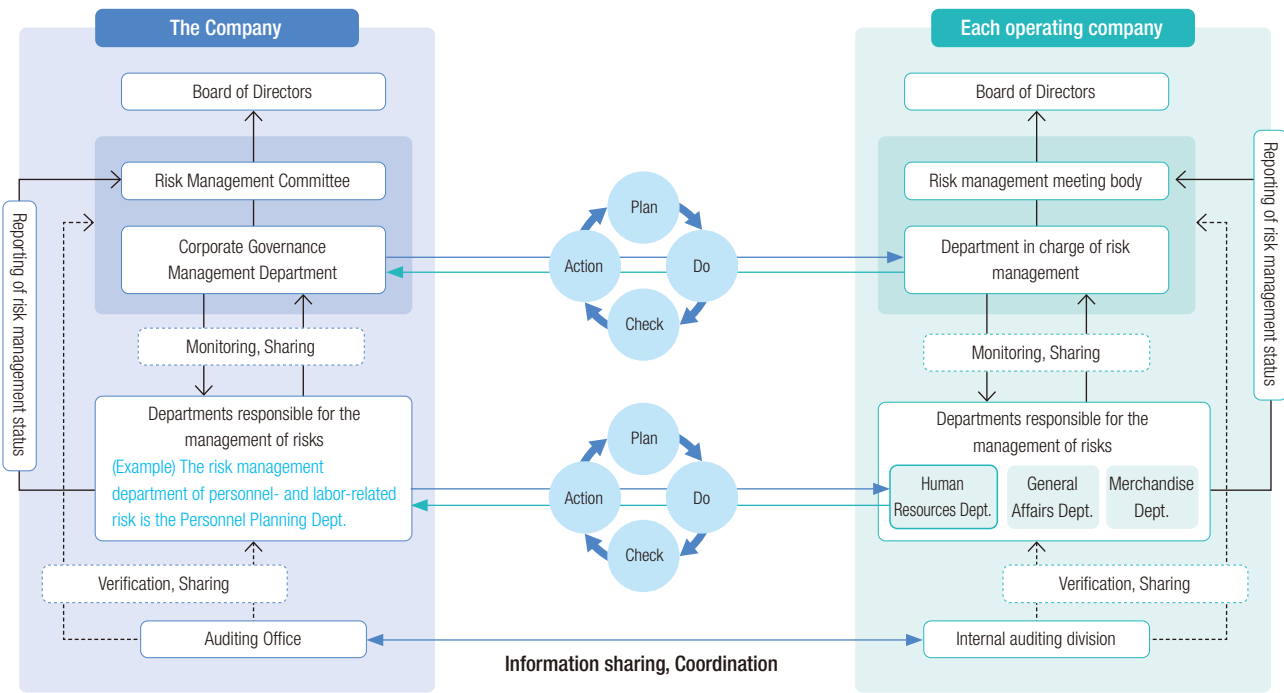 The Company
Board of Directors
Risk Management Committee
Corporate Governance
Management Department
Monitoring, Sharing
Reporting of risk management status
Departments responsible for the
management of risks
(Example) The risk management
department of personnel- and labor-related
risk is the Personnel Planning Dept.
Verification, Sharing
Auditing Office
Plan
Do
Check
Action
Plan
Do
Check
Action
Information sharing, Coordination
Each operating company
Board of Directors
Risk management meeting body
Department in charge of risk
management
Monitoring, Sharing
Reporting of risk management status
Departments responsible for the
management of risks
Human
Resources Dept.
General
Affairs Dept.
Merchandise
Dept.
Verification, Sharing
Internal auditing division